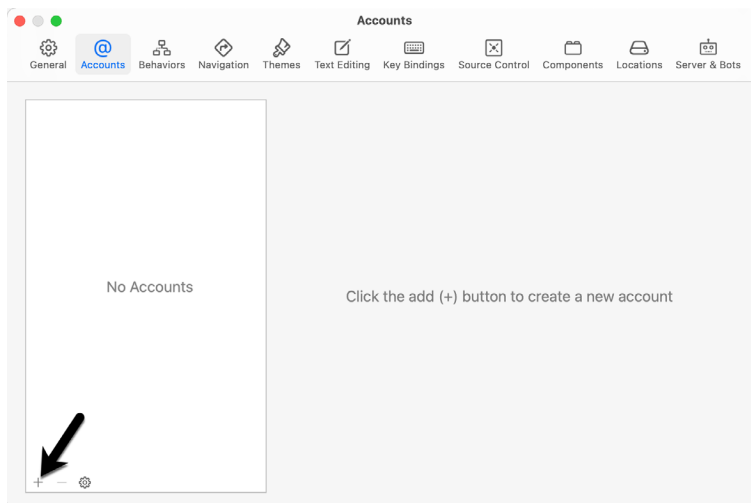 Accounts
General Accounts Behaviors Navigation Themes Text Editing Key Bindings Source Control Components Locations Server & Bots
No Accounts
Click the add (+) button to create a new account